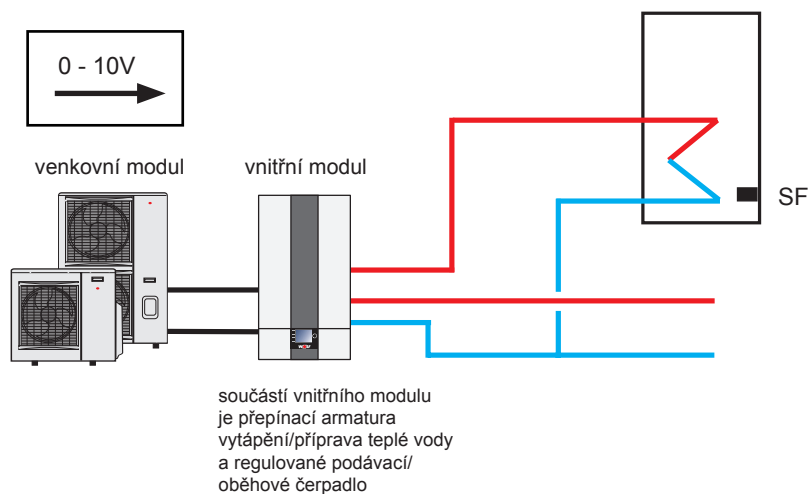 0 - 10V
venkovní modul
vnitřní modul
SF
WOLF
součástí vnitřního modulu
je přepínací armatura
vytápění/příprava teplé vody
a regulované podávací/
oběhové čerpadlo